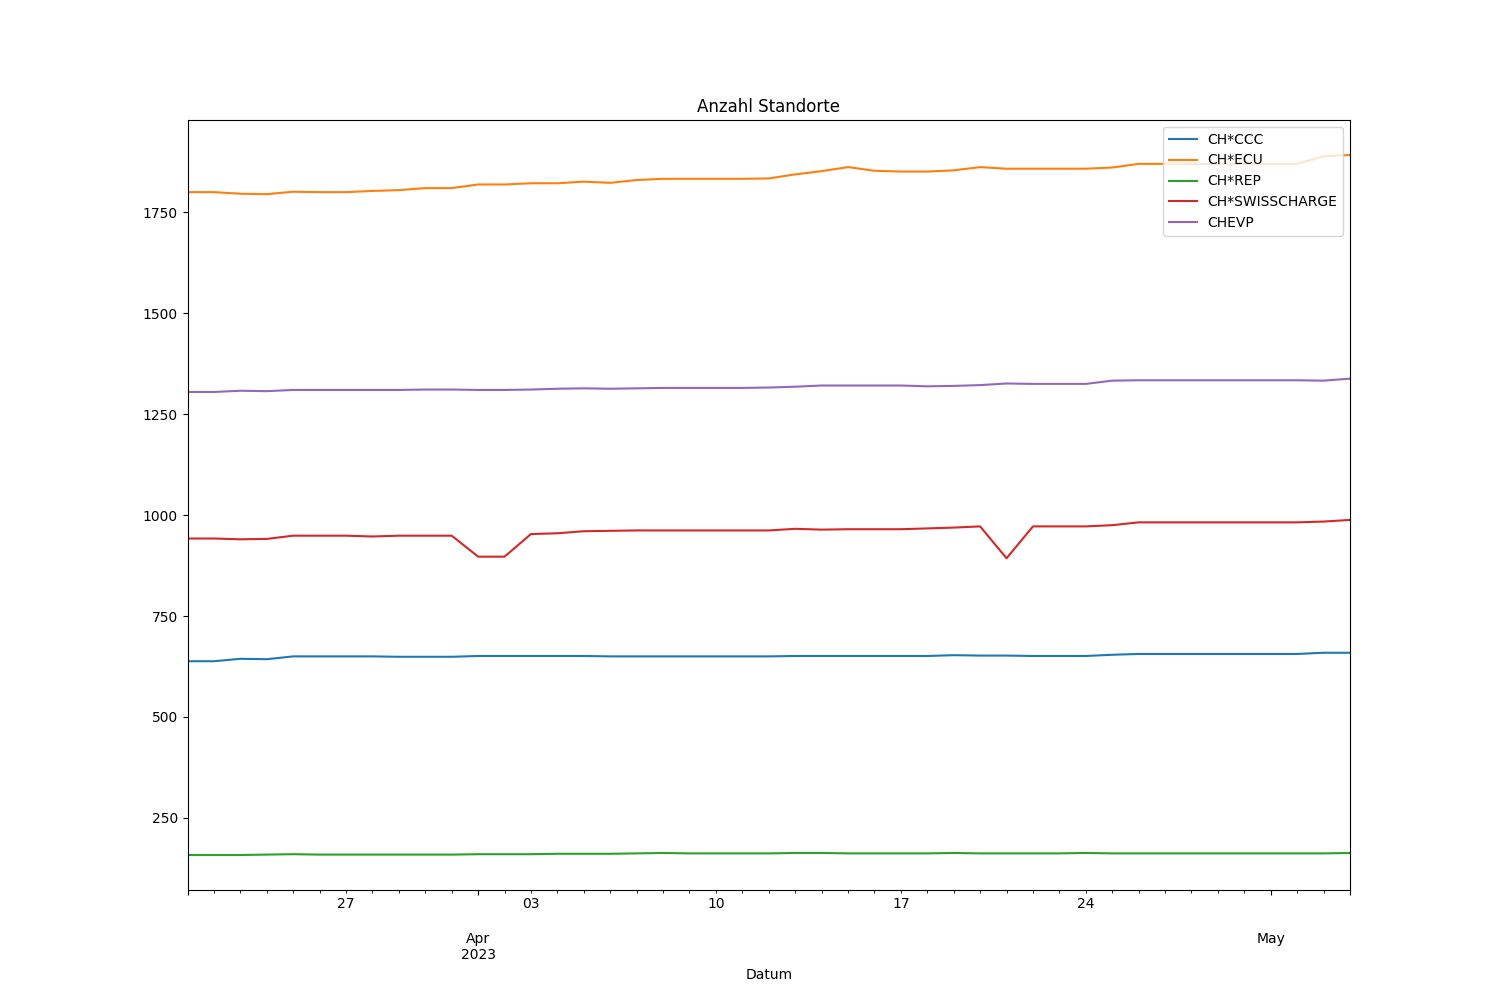 Anzahl Standorte
CH*CCC
CH*ECU
CH*REP
CH*SWISSCHARGE
CHEVP
1750
1500
1250
1000
750
500
250
27
03
10
17
24
Apr
2023
May
Datum